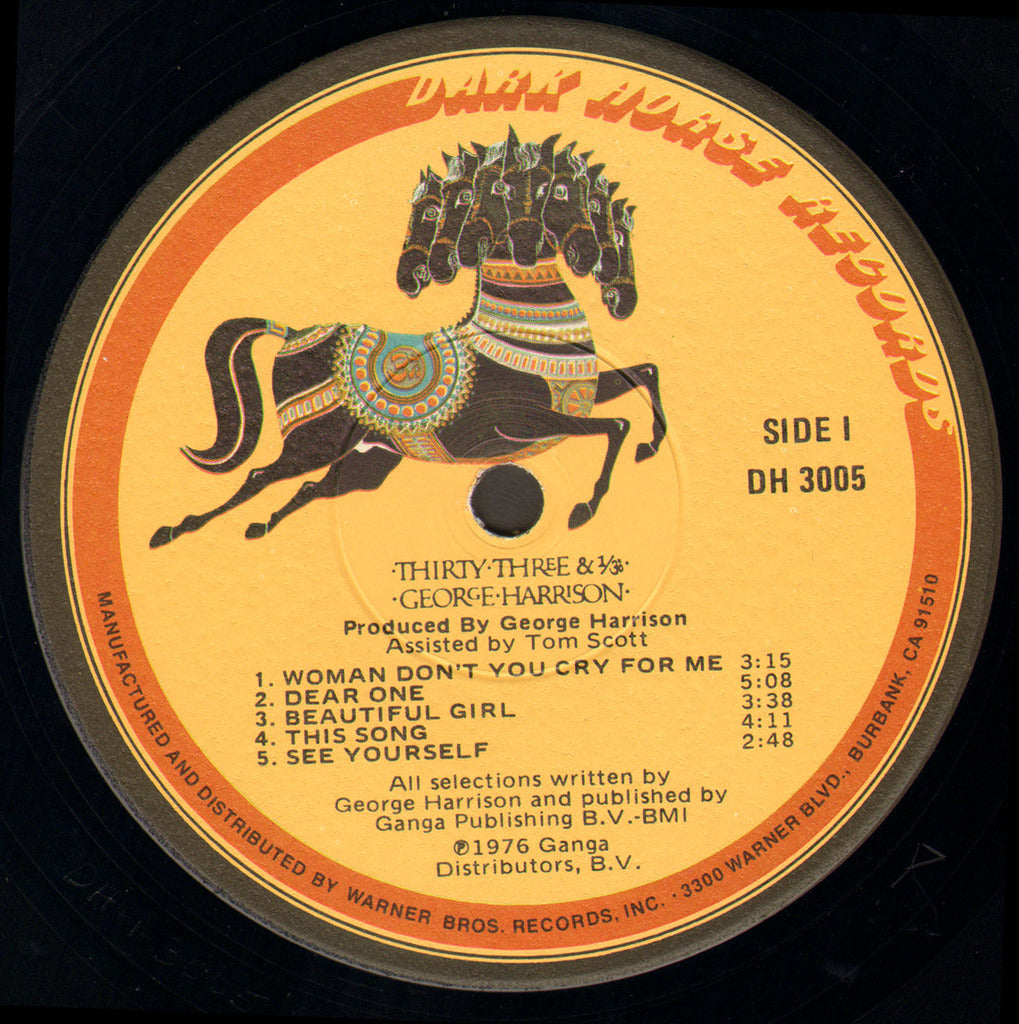 DARK HORSE RECORDS
SIDE 1
DH 3005
·THIRTY·THREE & 1/3·
·GEORGE·HARRISON·
Produced By George Harrison
Assisted by Tom Scott
1. WOMAN DON'T YOU CRY FOR ME 3:15
2. DEAR ONE 5:08
3. BEAUTIFUL GIRL 3:38
4. THIS SONG 4:11
5. SEE YOURSELF 2:48
All selections written by
George Harrison and published by
Ganga Publishing B.V.-BMI
℗1976 Ganga
Distributors, B.V.
MANUFACTURED AND DISTRIBUTED BY WARNER BROS. RECORDS, INC. · 3300 WARNER BLVD., BURBANK, CA 91510